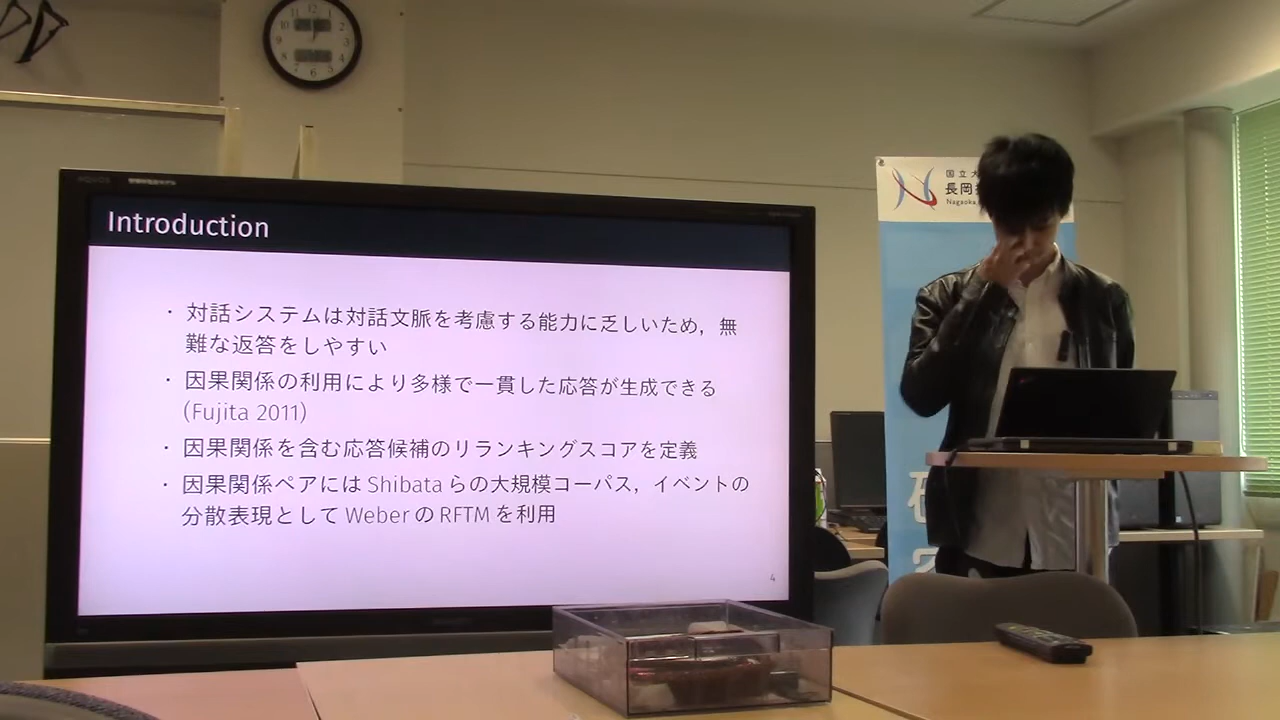 Introduction
・対話システムは対話文脈を考慮する能力に乏しいため，無
難な返答をしやすい
・因果関係の利用により多様で一貫した応答が生成できる
(Fujita 2011)
・因果関係を含む応答候補のリランキングスコアを定義
・因果関係ペアには Shibata らの大規模コーパス，イベントの
分散表現として Weber の RFTM を利用
4
国立大
長岡技
Nagaoka